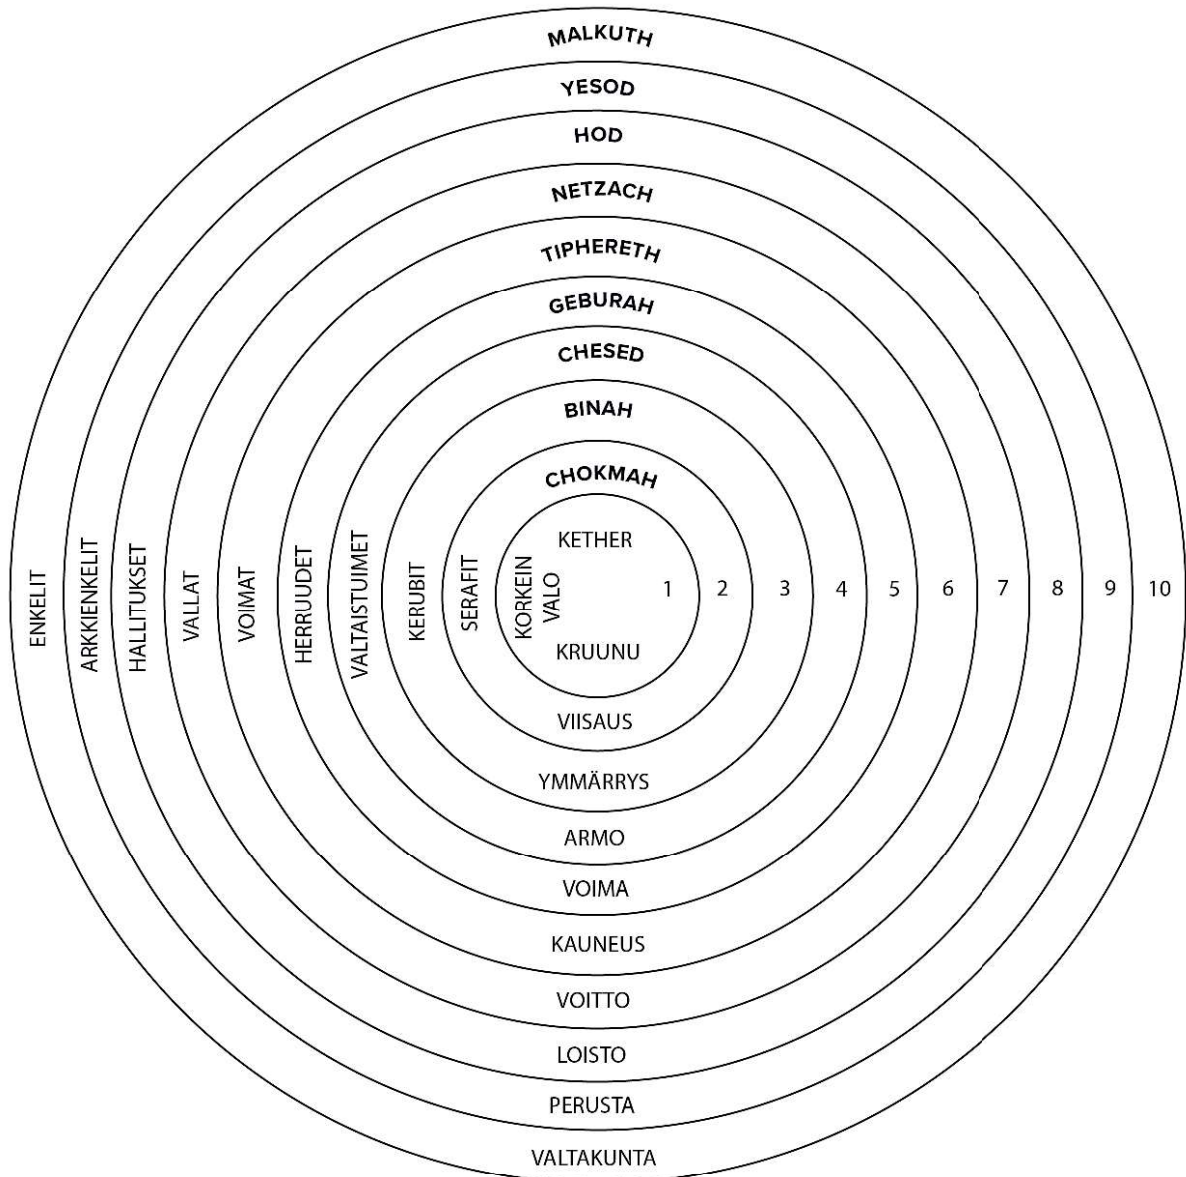 MALKUTH
YESOD
HOD
NETZACH
TIPHERETH
GEBURAH
CHESED
BINAH
CHOKMAH
KETHER
ENKELIT
ARKKIENKELIT
HALLITUKSET
VALLAT
VOIMAT
HERRUUDET
VALTAISTUIMET
KERUBIT
SERAFIT
KORKEIN
VALO
1 2 3 4 5 6 7 8 9 10
KRUUNU
VIISAUS
YMMÄRRYS
ARMO
VOIMA
KAUNEUS
VOITTO
LOISTO
PERUSTA
VALTAKUNTA